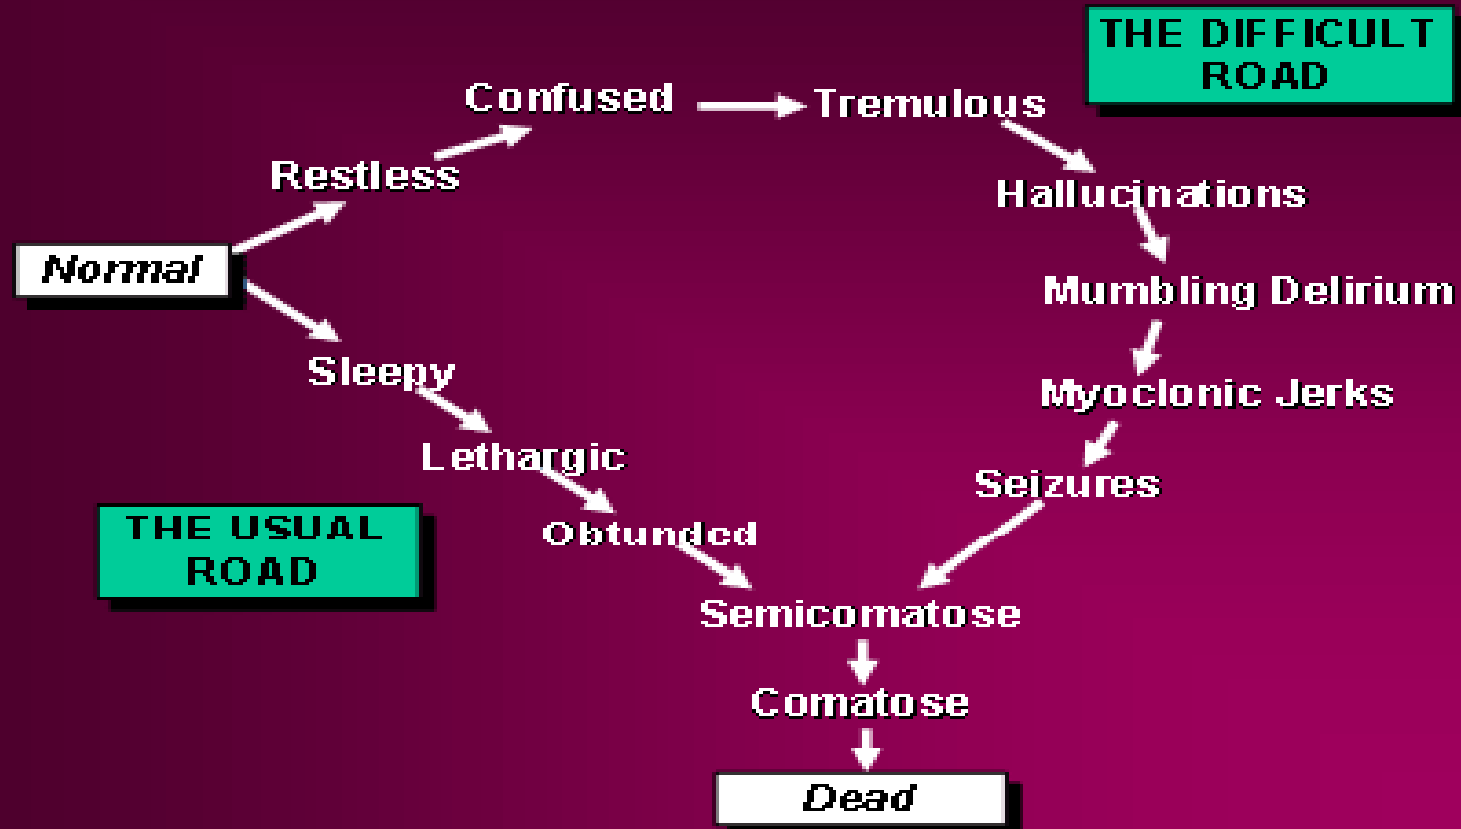 THE DIFFICULT
ROAD
Confused
Tremulous
Restless
Hallucinations
Normal
Mumbling Delirium
Sleepy
Myoclonic Jerks
Lethargic
Seizures
THE USUAL
ROAD
Obtunded
Semicomatose
Comatose
Dead